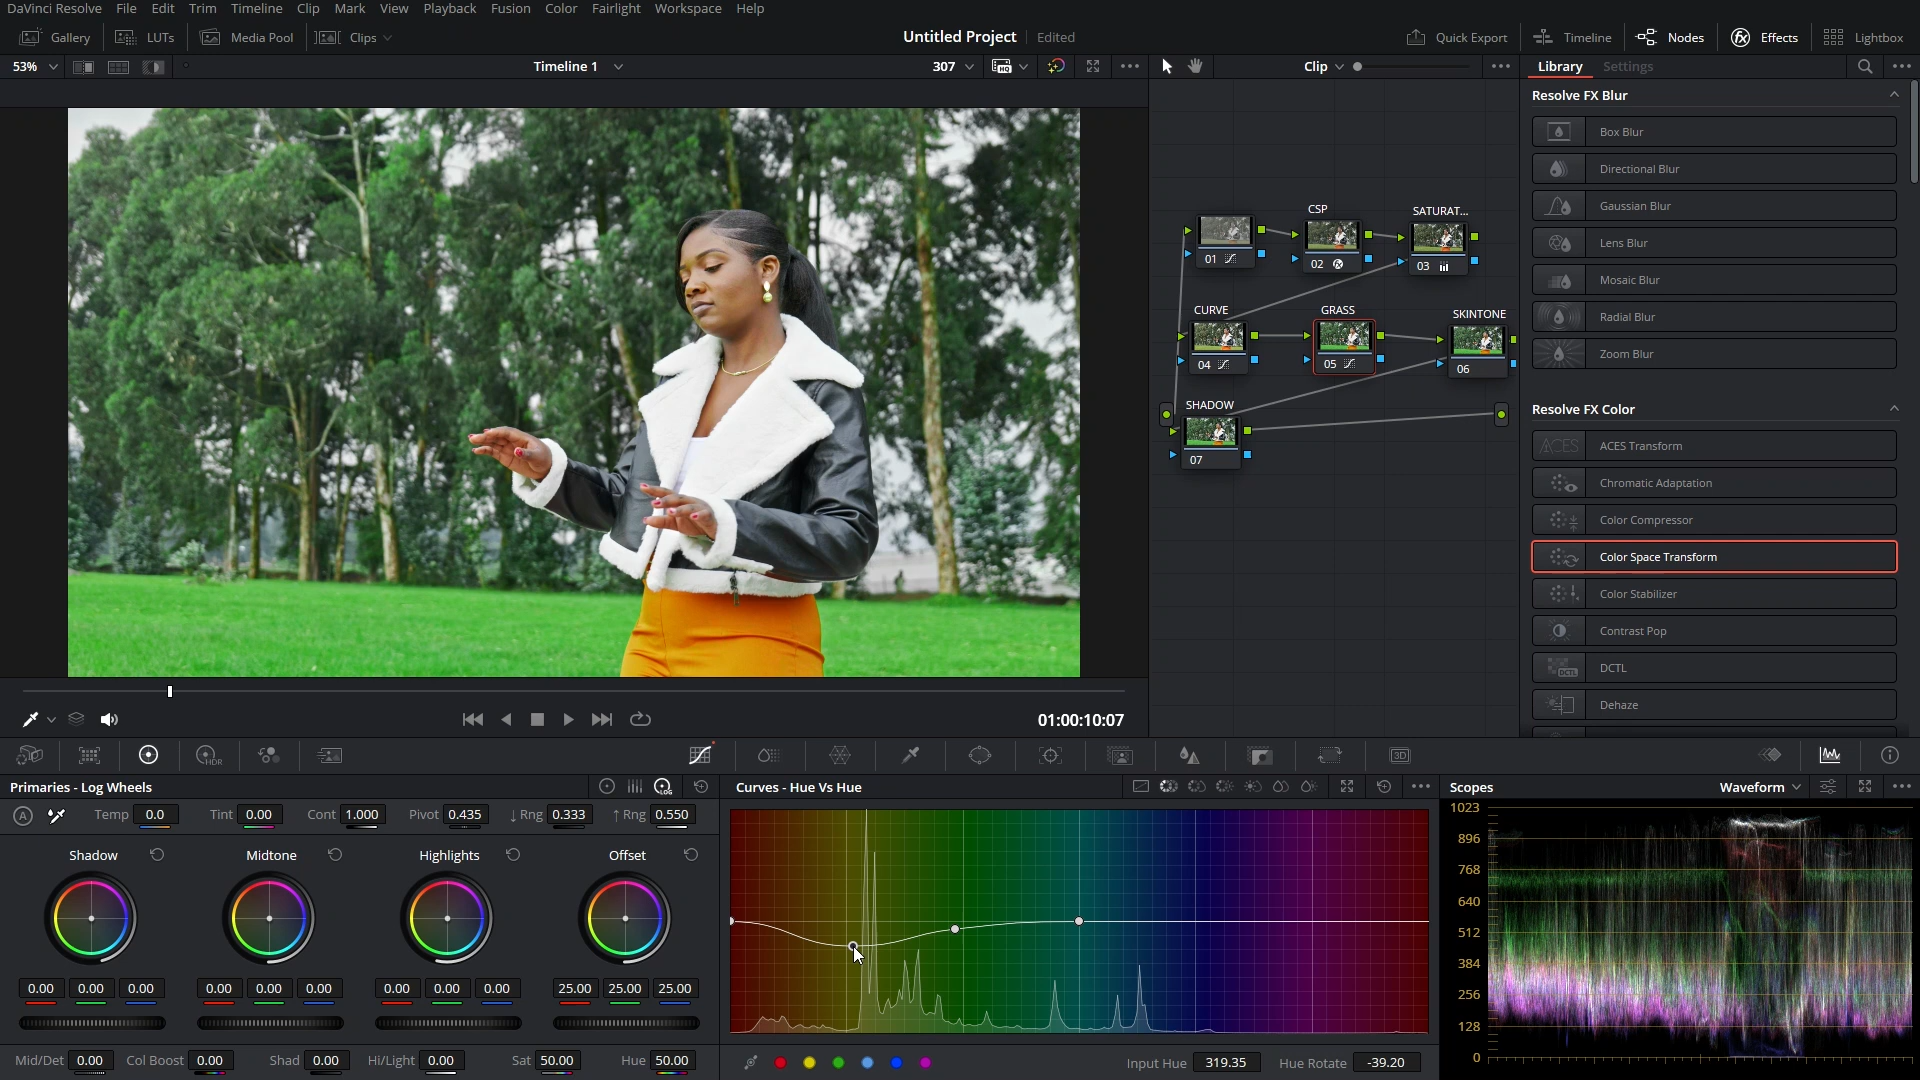 DaVinci Resolve File Edit Trim Timeline Clip Mark View Playback Fusion Color Fairlight Workspace Help
Gallery LUTs Media Pool Clips Untitled Project Edited Quick Export Timeline Nodes Effects Lightbox
53% Timeline 1 307 Clip Library Settings
Resolve FX Blur
Box Blur
Directional Blur
Gaussian Blur
Lens Blur
Mosaic Blur
Radial Blur
Zoom Blur
Resolve FX Color
ACES Transform
Chromatic Adaptation
Color Compressor
Color Space Transform
Color Stabilizer
Contrast Pop
DCTL
Dehaze
CSP SATURAT...
01 02 03
CURVE GRASS SKINTONE
04 05 06
SHADOW
07
01:00:10:07
HDR 3D
Primaries - Log Wheels
LOG
A Temp 0.0 Tint 0.00 Cont 1.000 Pivot 0.435 ↓ Rng 0.333 ↑ Rng 0.550
Shadow Midtone Highlights Offset
0.00 0.00 0.00 0.00 0.00 0.00 0.00 0.00 0.00 25.00 25.00 25.00
Mid/Det 0.00 Col Boost 0.00 Shad 0.00 Hi/Light 0.00 Sat 50.00 Hue 50.00
Curves - Hue Vs Hue
Input Hue 319.35 Hue Rotate -39.20
Scopes Waveform
1023
896
768
640
512
384
256
128
0